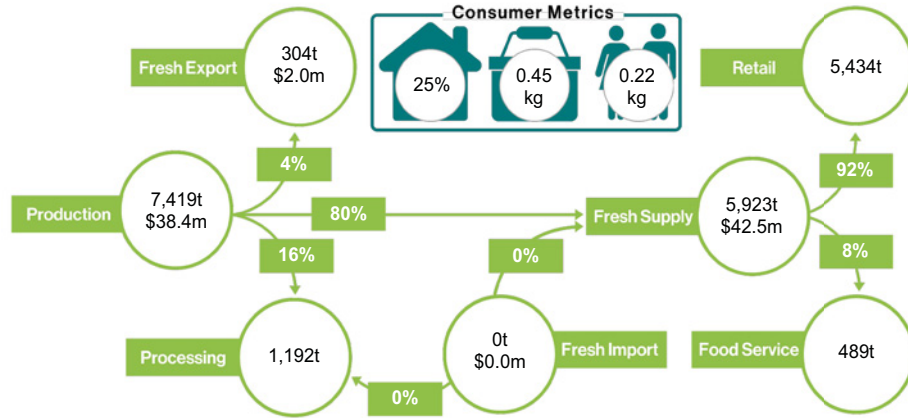 Consumer Metrics
Fresh Export
304t
$2.0m
25%
0.45
kg
0.22
kg
Retail
5,434t
4%
92%
Production
7,419t
$38.4m
80%
Fresh Supply
5,923t
$42.5m
16%
0%
8%
Processing
1,192t
0t
$0.0m
Fresh Import
Food Service
489t
0%